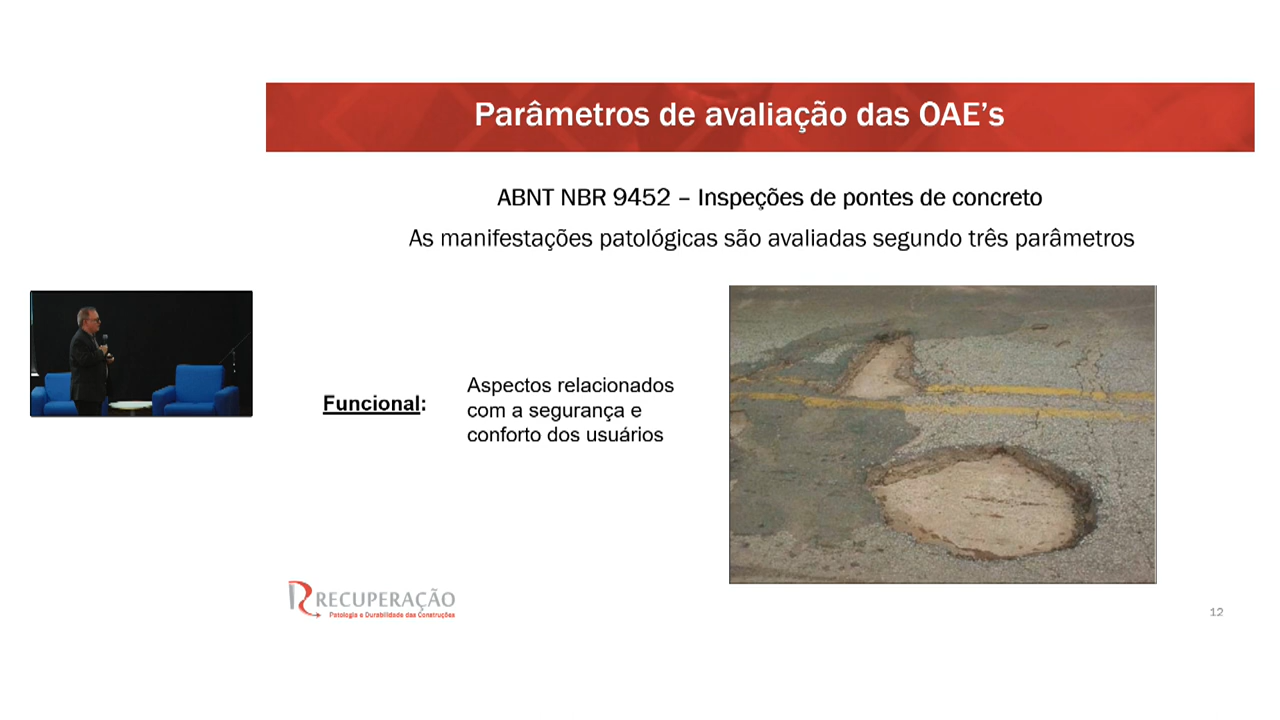 Parâmetros de avaliação das OAE’s
ABNT NBR 9452 – Inspeções de pontes de concreto
As manifestações patológicas são avaliadas segundo três parâmetros
Funcional:
Aspectos relacionados
com a segurança e
conforto dos usuários
RECUPERAÇÃO
Patologia e Durabilidade das Construções
12